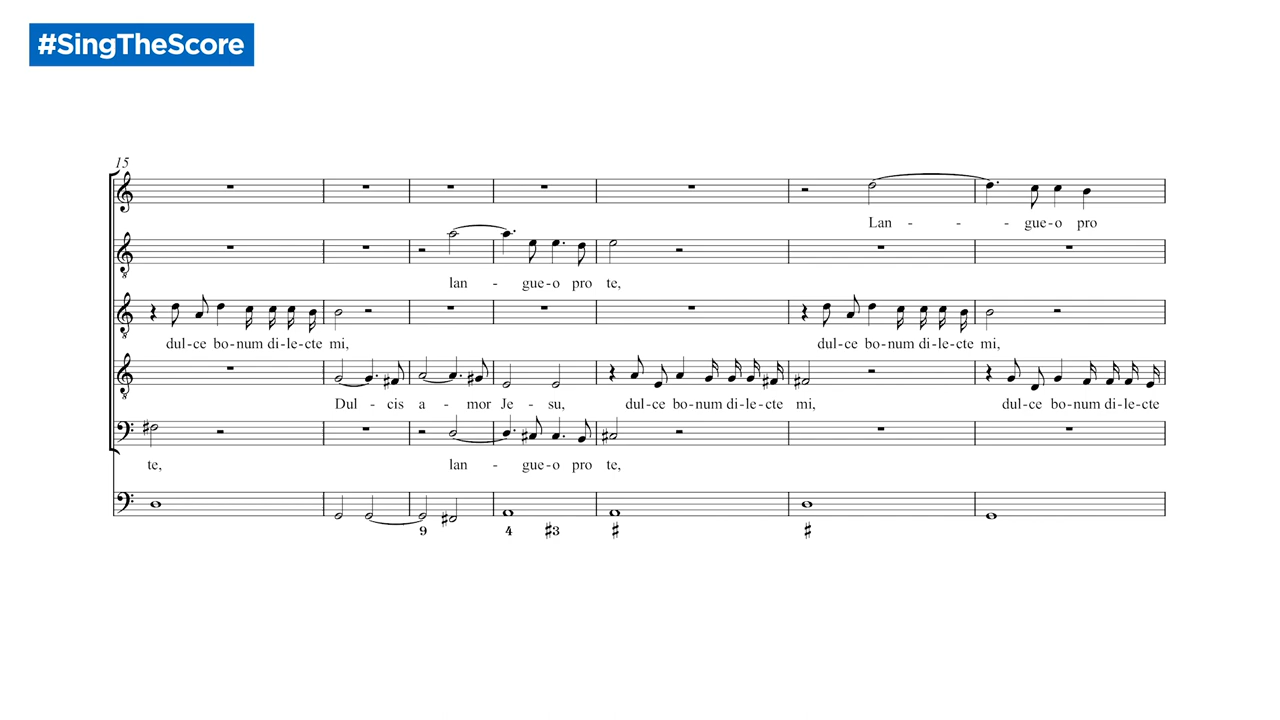 #SingTheScore
15
Lan - - - gue-o pro
lan - gue-o pro te,
dul-ce bo-num di-le-cte mi, dul-ce bo-num di-le-cte mi,
Dul - cis a - mor Je - su, dul-ce bo-num di-le-cte mi, dul-ce bo-num di-le-cte
te, lan - gue-o pro te,
9 4 ♯3 ♯ ♯